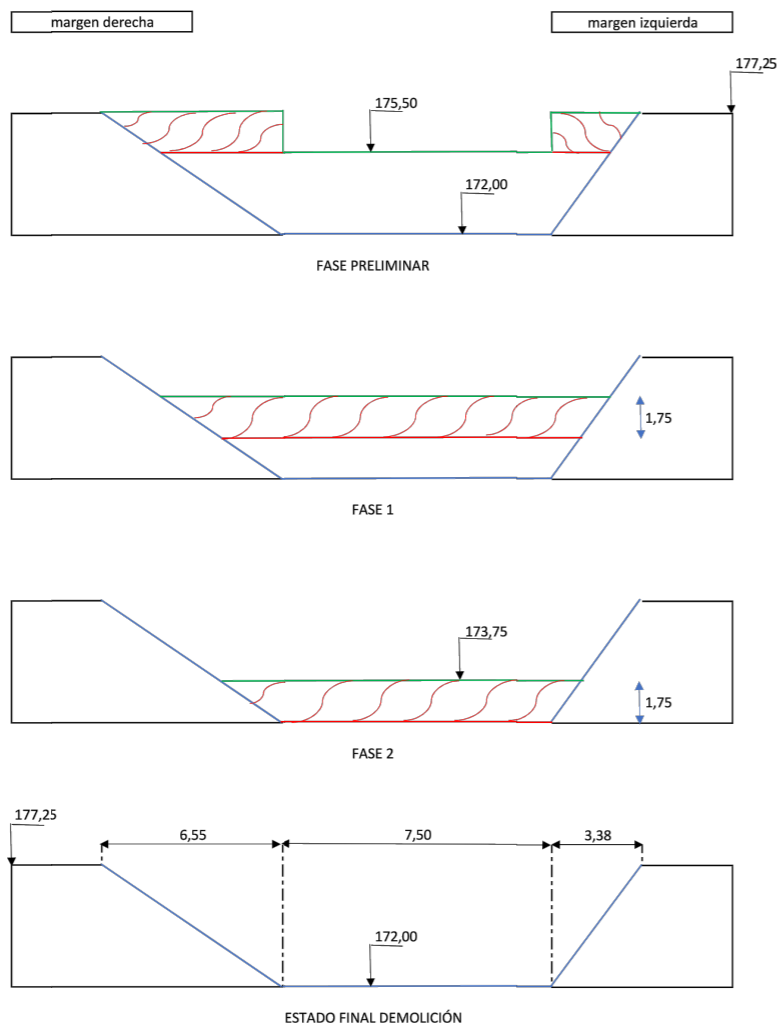 margen derecha
margen izquierda
177,25
175,50
172,00
FASE PRELIMINAR
1,75
FASE 1
173,75
1,75
FASE 2
177,25
6,55
7,50
3,38
172,00
ESTADO FINAL DEMOLICIÓN